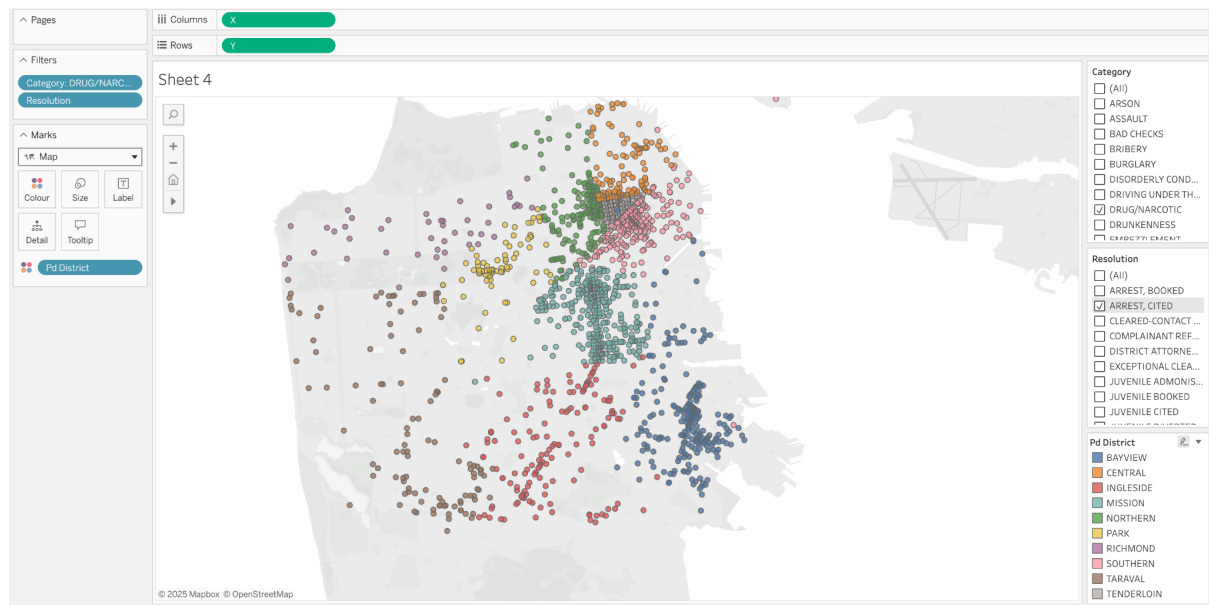 Pages
Columns
X
Rows
Y
Filters
Category: DRUG/NARC...
Resolution
Marks
Map
Colour
Size
Label
Detail
Tooltip
Pd District
Sheet 4
© 2025 Mapbox © OpenStreetMap
Category
(All)
ARSON
ASSAULT
BAD CHECKS
BRIBERY
BURGLARY
DISORDERLY COND...
DRIVING UNDER TH...
DRUG/NARCOTIC
DRUNKENNESS
EMBEZZLEMENT
Resolution
(All)
ARREST, BOOKED
ARREST, CITED
CLEARED-CONTACT ...
COMPLAINANT REF...
DISTRICT ATTORNE...
EXCEPTIONAL CLEA...
JUVENILE ADMONIS...
JUVENILE BOOKED
JUVENILE CITED
JUVENILE DIVERTED
Pd District
BAYVIEW
CENTRAL
INGLESIDE
MISSION
NORTHERN
PARK
RICHMOND
SOUTHERN
TARAVAL
TENDERLOIN